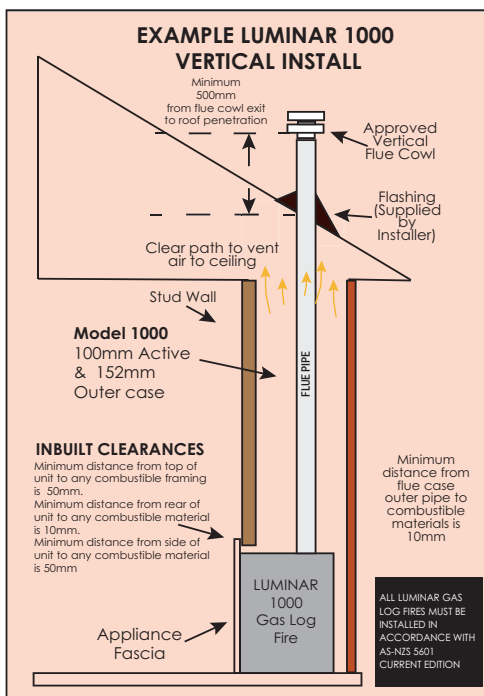 EXAMPLE LUMINAR 1000
VERTICAL INSTALL
Minimum
500mm
from flue cowl exit
to roof penetration
Approved
Vertical
Flue Cowl
Flashing
(Supplied
by
Installer)
Clear path to vent
air to ceiling
Stud Wall
Model 1000
100mm Active
& 152mm
Outer case
FLUE PIPE
INBUILT CLEARANCES
Minimum distance from top of
unit to any combustible framing
is 50mm.
Minimum distance from rear of
unit to any combustible material
is 10mm.
Minimum distance from side of
unit to any combustible material
is 50mm
Minimum
distance from
flue case
outer pipe to
combustible
materials is
10mm
LUMINAR
1000
Gas Log
Fire
Appliance
Fascia
ALL LUMINAR GAS
LOG FIRES MUST BE
INSTALLED IN
ACCORDANCE WITH
AS-NZS 5601
CURRENT EDITION